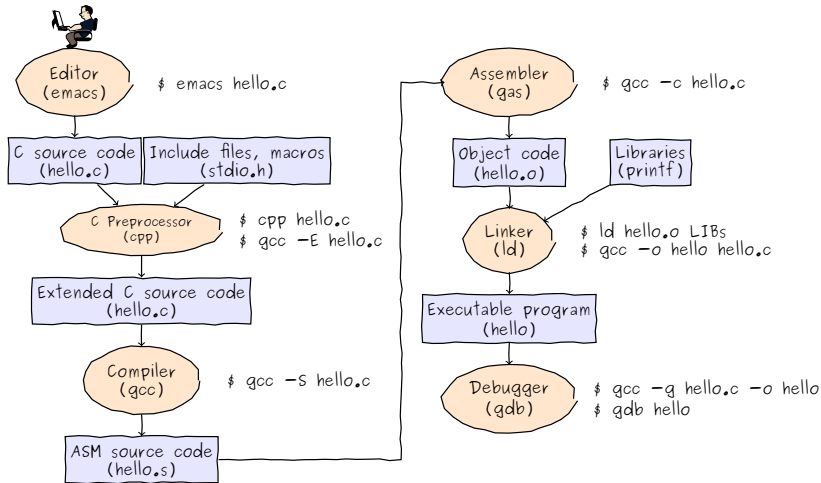 Editor
(emacs)
$ emacs hello.c
C source code
(hello.c)
Include files, macros
(stdio.h)
C Preprocessor
(cpp)
$ cpp hello.c
$ gcc -E hello.c
Extended C source code
(hello.c)
Compiler
(gcc)
$ gcc -S hello.c
ASM source code
(hello.s)
Assembler
(gas)
$ gcc -c hello.c
Object code
(hello.o)
Libraries
(printf)
Linker
(ld)
$ ld hello.o LIBs
$ gcc -o hello hello.c
Executable program
(hello)
Debugger
(gdb)
$ gcc -g hello.c -o hello
$ gdb hello